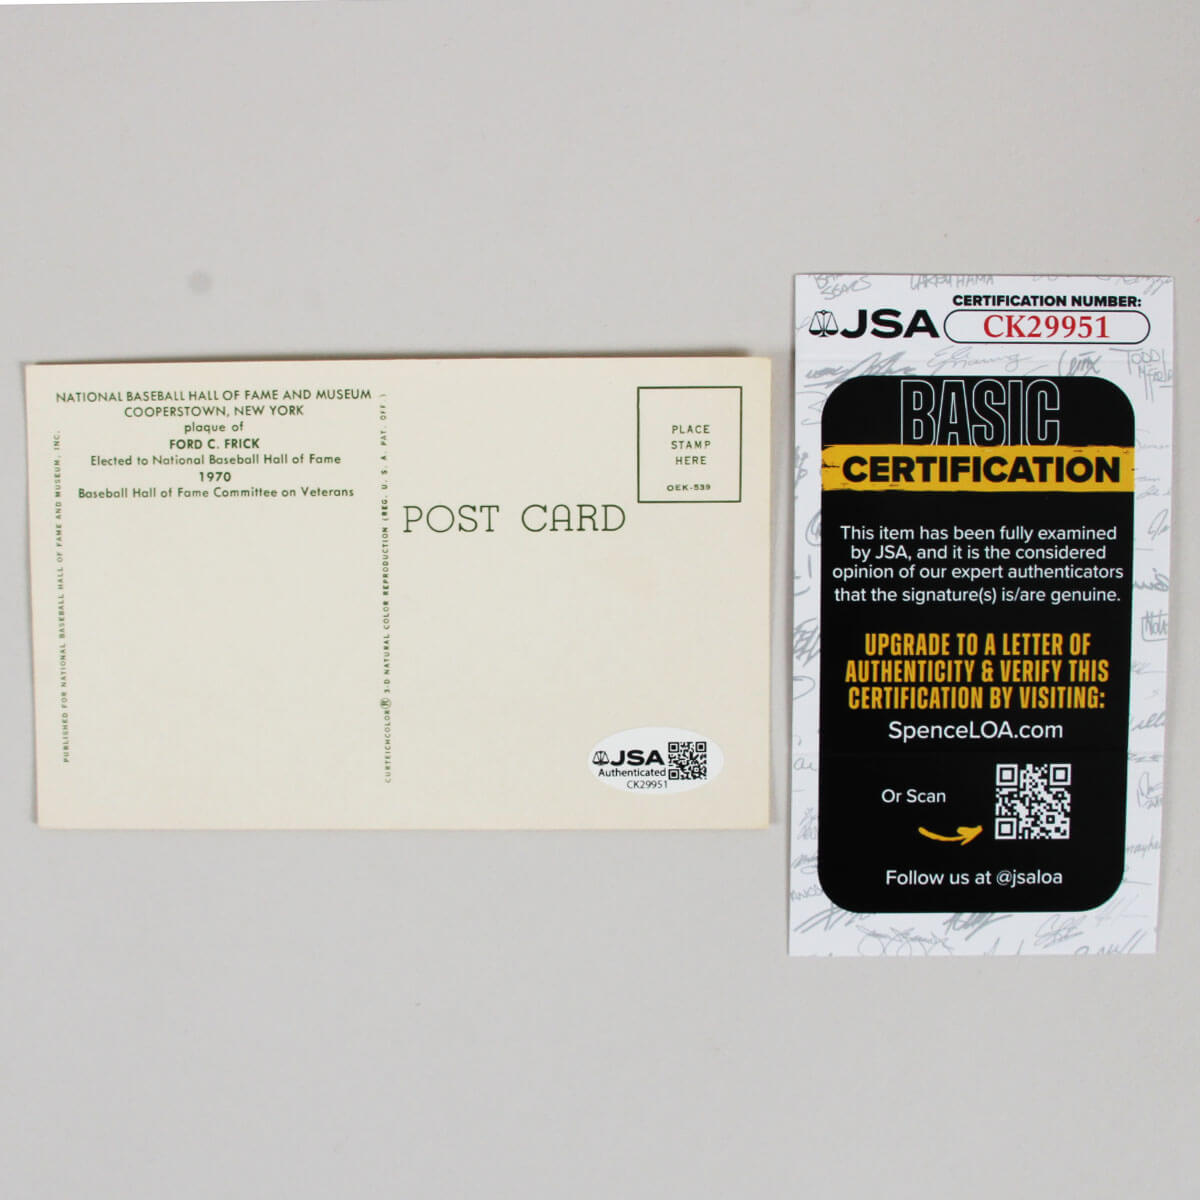 NATIONAL BASEBALL HALL OF FAME AND MUSEUM
COOPERSTOWN, NEW YORK
plaque of
FORD C. FRICK
Elected to National Baseball Hall of Fame
1970
Baseball Hall of Fame Committee on Veterans
PUBLISHED FOR NATIONAL BASEBALL HALL OF FAME AND MUSEUM, INC.
CURTEICHCOLOR® 3-D NATURAL COLOR REPRODUCTION (REG. U. S. A. PAT. OFF.)
POST CARD
PLACE
STAMP
HERE
OEK-539
JSA
Authenticated
CK29951
JSA
CERTIFICATION NUMBER:
CK29951
BASIC
CERTIFICATION
This item has been fully examined
by JSA, and it is the considered
opinion of our expert authenticators
that the signature(s) is/are genuine.
UPGRADE TO A LETTER OF
AUTHENTICITY & VERIFY THIS
CERTIFICATION BY VISITING:
SpenceLOA.com
Or Scan
Follow us at @jsaloa